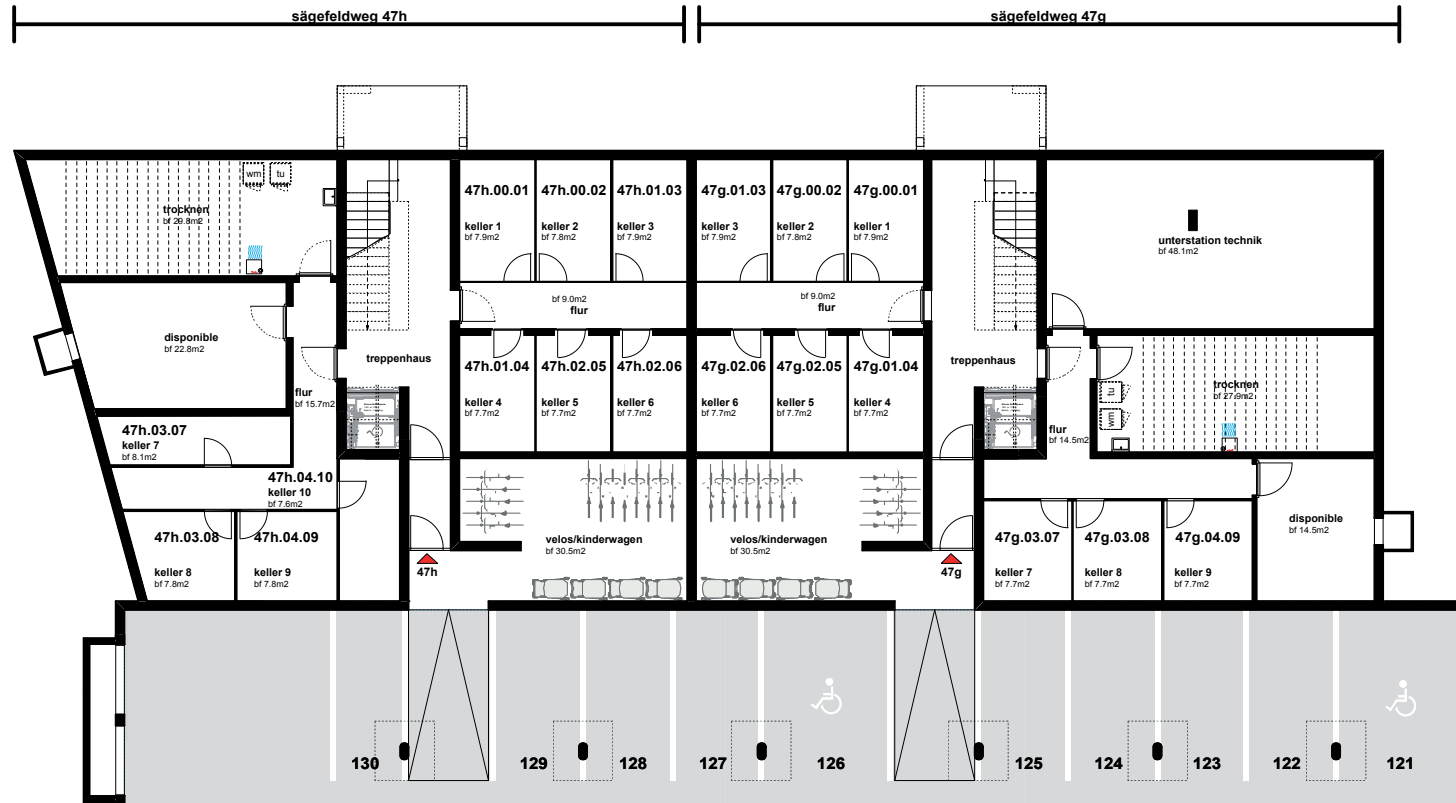 sägefeldweg 47h
sägefeldweg 47g
wm
tu
trocknen
bf 29.8m2
47h.00.01
keller 1
bf 7.9m2
47h.00.02
keller 2
bf 7.8m2
47h.01.03
keller 3
bf 7.9m2
47g.01.03
keller 3
bf 7.9m2
47g.00.02
keller 2
bf 7.8m2
47g.00.01
keller 1
bf 7.9m2
unterstation technik
bf 48.1m2
bf 9.0m2
flur
bf 9.0m2
flur
disponible
bf 22.8m2
treppenhaus
treppenhaus
flur
bf 15.7m2
47h.01.04
keller 4
bf 7.7m2
47h.02.05
keller 5
bf 7.7m2
47h.02.06
keller 6
bf 7.7m2
47g.02.06
keller 6
bf 7.7m2
47g.02.05
keller 5
bf 7.7m2
47g.01.04
keller 4
bf 7.7m2
tu
wm
trocknen
bf 27.9m2
flur
bf 14.5m2
47h.03.07
keller 7
bf 8.1m2
47h.04.10
keller 10
bf 7.6m2
47h.03.08
keller 8
bf 7.8m2
47h.04.09
keller 9
bf 7.8m2
velos/kinderwagen
bf 30.5m2
velos/kinderwagen
bf 30.5m2
47g.03.07
keller 7
bf 7.7m2
47g.03.08
keller 8
bf 7.7m2
47g.04.09
keller 9
bf 7.7m2
disponible
bf 14.5m2
47h
47g
130
129
128
127
126
125
124
123
122
121